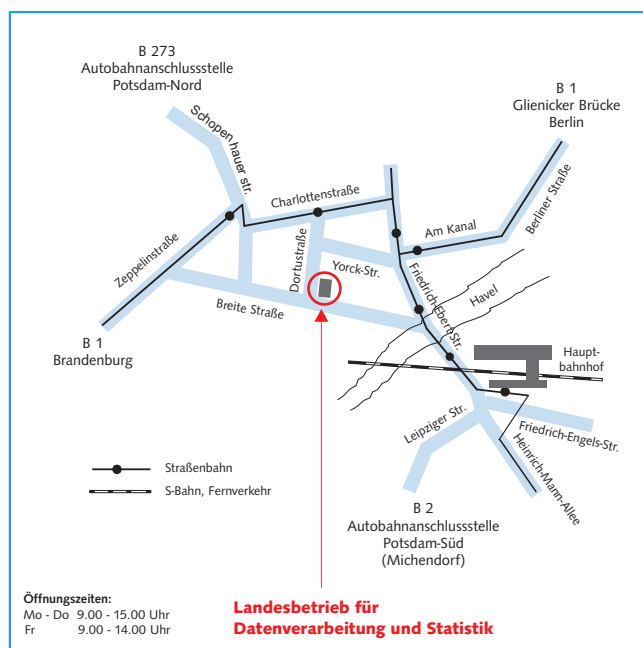 B 273
Autobahnanschlussstelle
Potsdam-Nord
B 1
Glienicker Brücke
Berlin
Schopen hauer str.
Charlottenstraße
Am Kanal
Berliner Straße
Zeppelinstraße
Dortustraße
Yorck-Str.
Friedrich-Ebert-Str.
Havel
Breite Straße
B 1
Brandenburg
Haupt-
bahnhof
Leipziger Str.
Friedrich-Engels-Str.
Heinrich-Mann-Allee
Straßenbahn
S-Bahn, Fernverkehr
B 2
Autobahnanschlussstelle
Potsdam-Süd
(Michendorf)
Öffnungszeiten:
Mo - Do 9.00 - 15.00 Uhr
Fr 9.00 - 14.00 Uhr
Landesbetrieb für
Datenverarbeitung und Statistik